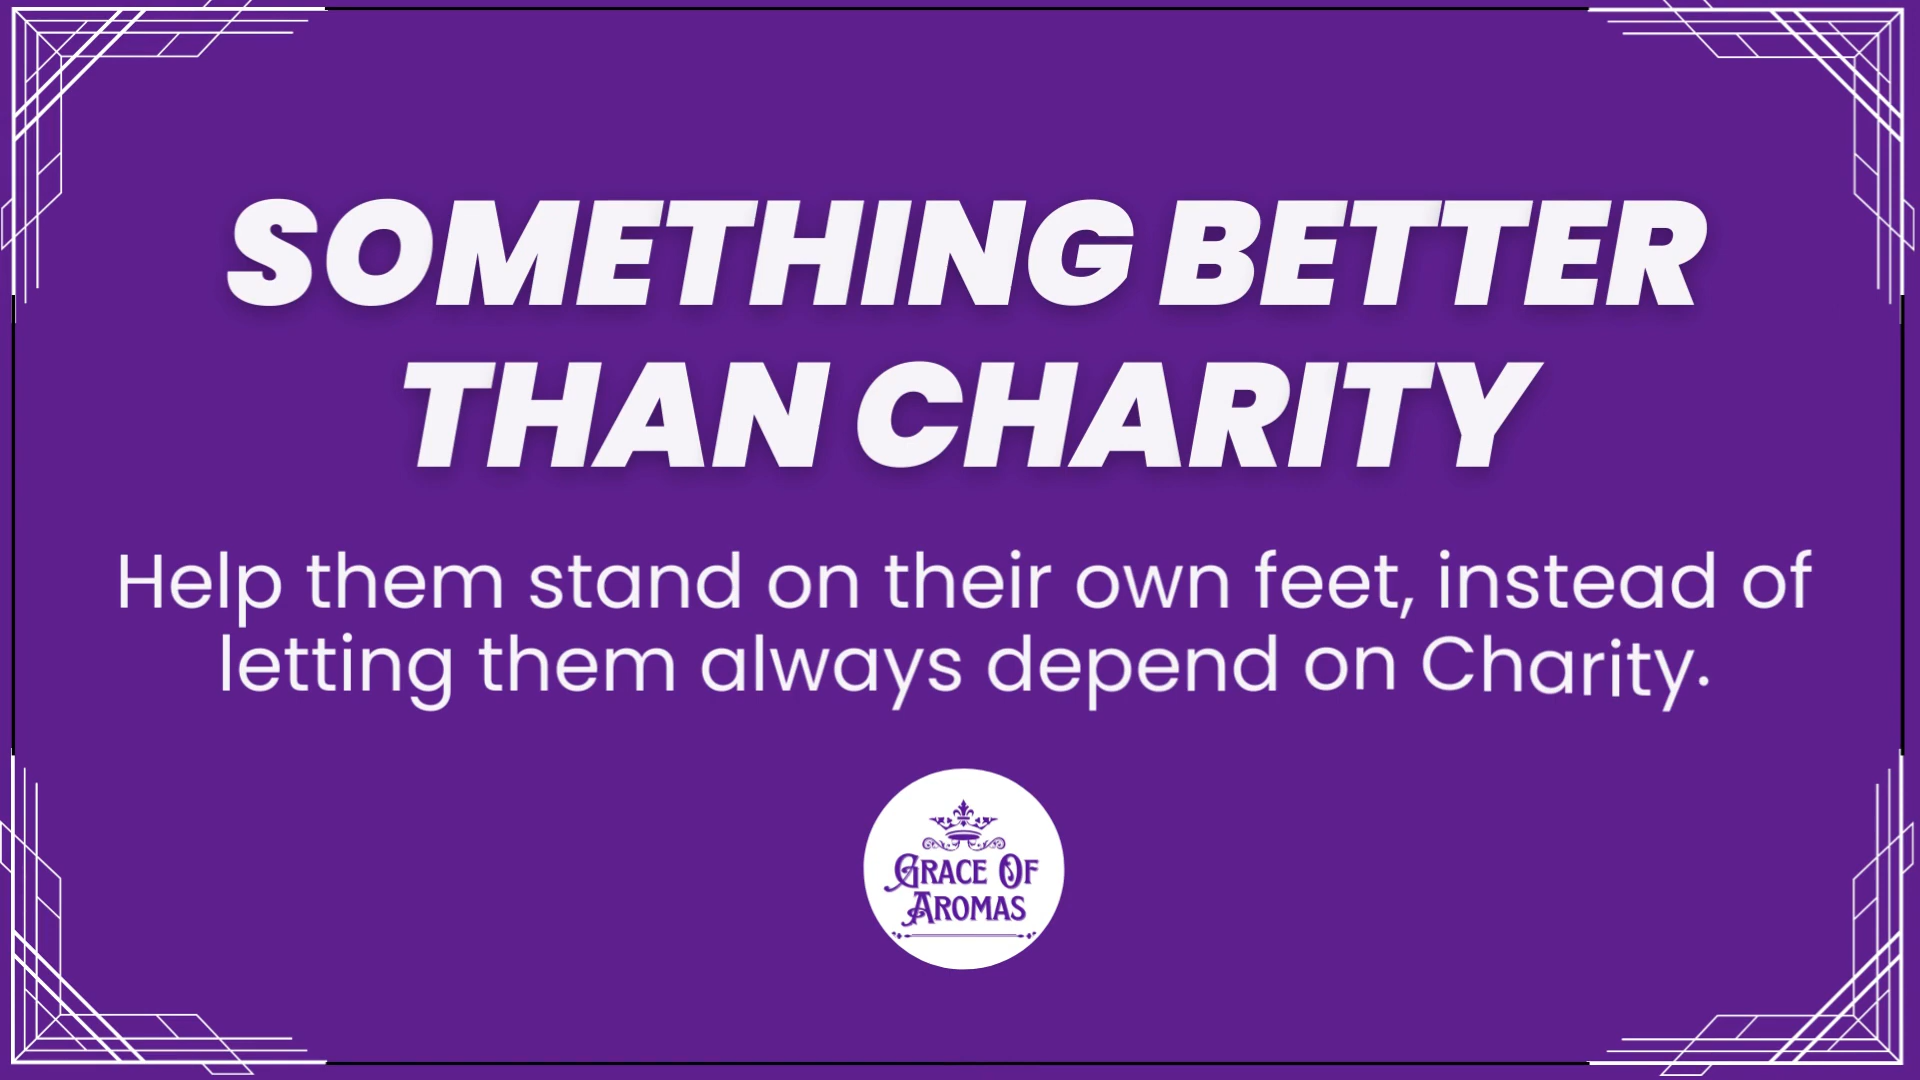 SOMETHING BETTER
THAN CHARITY
Help them stand on their own feet, instead of
letting them always depend on Charity.
GRACE OF
AROMAS